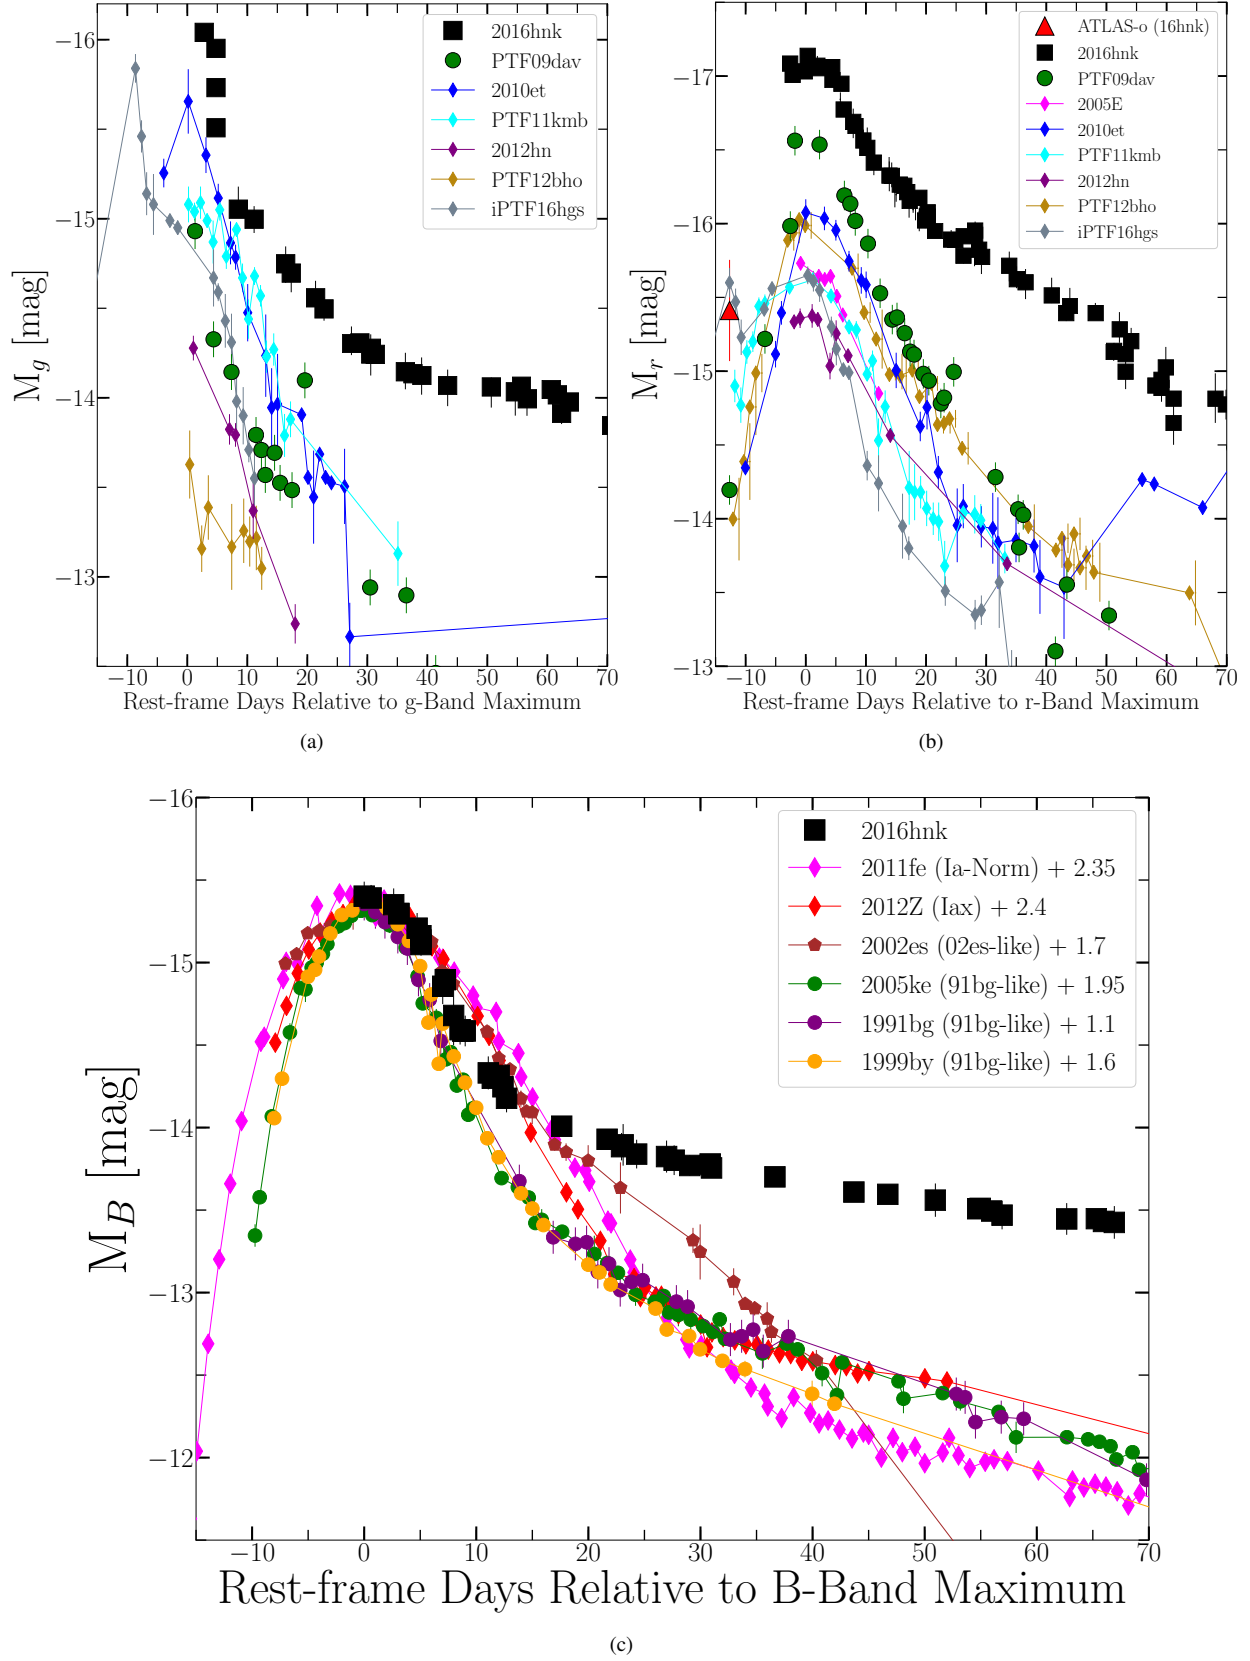 −16
−15
−14
−13
M_g [mag]
2016hnk
PTF09dav
2010et
PTF11kmb
2012hn
PTF12bho
iPTF16hgs
−10 0 10 20 30 40 50 60 70
Rest-frame Days Relative to g-Band Maximum
(a)
−17
−16
−15
−14
−13
M_r [mag]
ATLAS-o (16hnk)
2016hnk
PTF09dav
2005E
2010et
PTF11kmb
2012hn
PTF12bho
iPTF16hgs
−10 0 10 20 30 40 50 60 70
Rest-frame Days Relative to r-Band Maximum
(b)
−16
−15
−14
−13
−12
M_B [mag]
2016hnk
2011fe (Ia-Norm) + 2.35
2012Z (Iax) + 2.4
2002es (02es-like) + 1.7
2005ke (91bg-like) + 1.95
1991bg (91bg-like) + 1.1
1999by (91bg-like) + 1.6
−10 0 10 20 30 40 50 60 70
Rest-frame Days Relative to B-Band Maximum
(c)